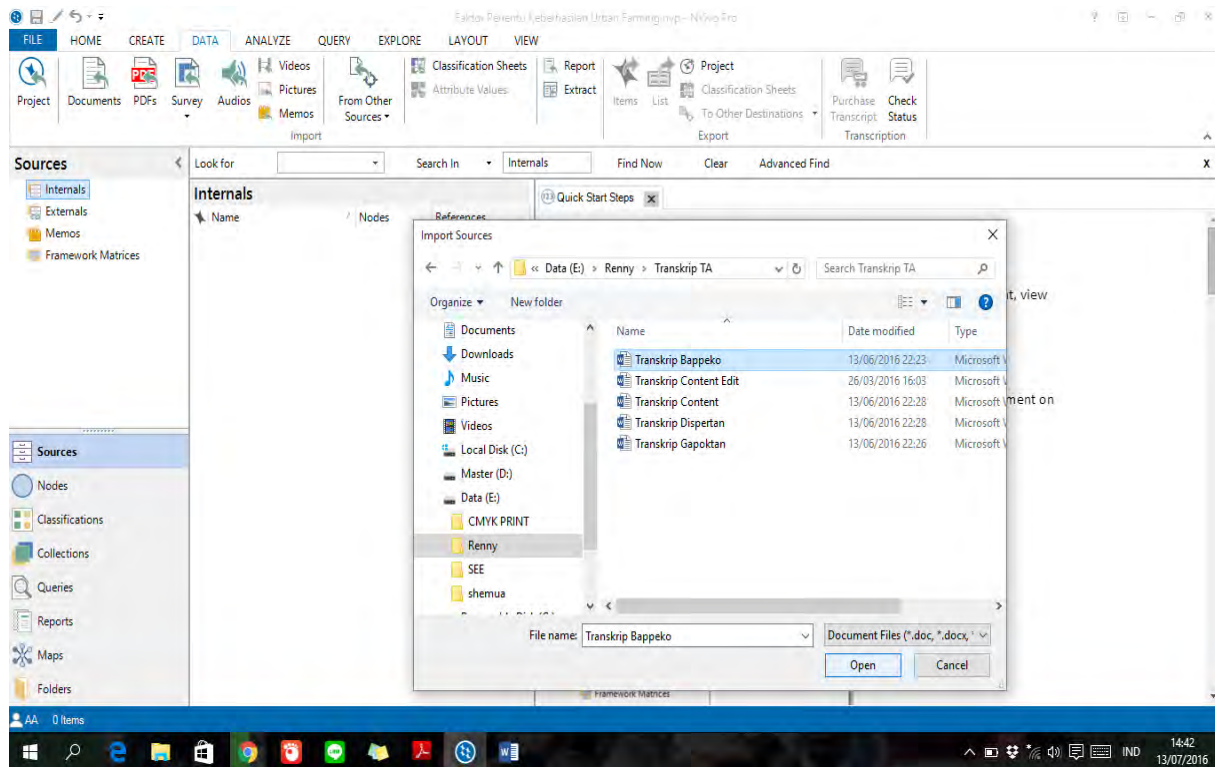 Faktor Penentu Keberhasilan Urban Farming.nvp - NVivo Pro
FILE HOME CREATE DATA ANALYZE QUERY EXPLORE LAYOUT VIEW
Project Documents PDFs Survey Audios Videos Pictures Memos From Other Sources
Import
Classification Sheets
Attribute Values
Report
Extract
Items List
Project
Classification Sheets
To Other Destinations
Export
Purchase Transcript
Check Status
Transcription
Sources
Internals
Externals
Memos
Framework Matrices
Look for Search In Internals Find Now Clear Advanced Find x
Internals
Name Nodes References
Quick Start Steps x
Import Sources
« Data (E:) > Renny > Transkrip TA
Search Transkrip TA
Organize New folder
Documents
Downloads
Music
Pictures
Videos
Local Disk (C:)
Master (D:)
Data (E:)
CMYK PRINT
Renny
SEE
shemua
Name Date modified Type
Transkrip Bappeko 13/06/2016 22:23 Microsoft
Transkrip Content Edit 26/03/2016 16:03 Microsoft
Transkrip Content 13/06/2016 22:28 Microsoft
Transkrip Dispertan 13/06/2016 22:28 Microsoft
Transkrip Gapoktan 13/06/2016 22:26 Microsoft
File name: Transkrip Bappeko
Document Files (*.doc, *.docx,
Open Cancel
view
ment on
Framework Matrices
Sources
Nodes
Classifications
Collections
Queries
Reports
Maps
Folders
AA 0 Items
IND
14:42
13/07/2016